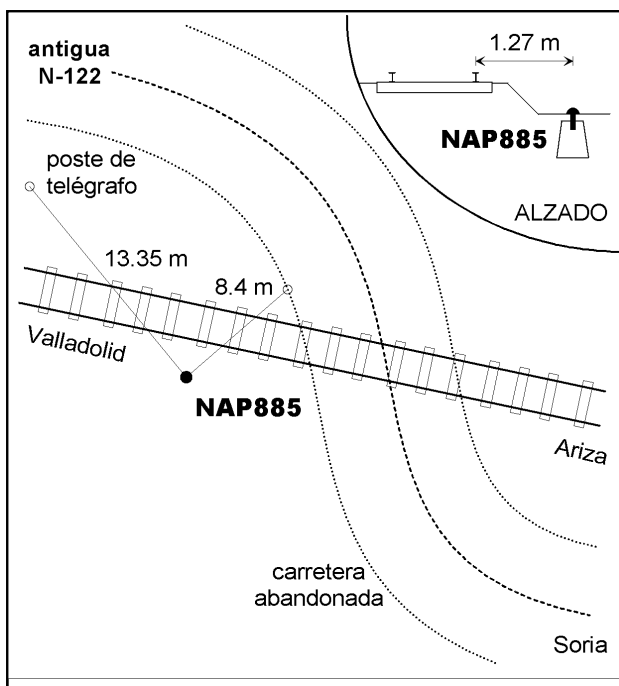 antigua
N-122
1.27 m
NAP885
ALZADO
poste de
telégrafo
13.35 m
8.4 m
Valladolid
NAP885
Ariza
carretera
abandonada
Soria